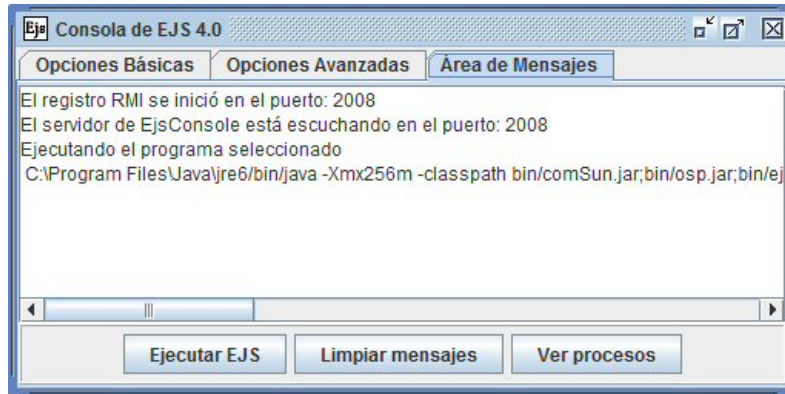 Ejs Consola de EJS 4.0
Opciones Básicas Opciones Avanzadas Área de Mensajes
El registro RMI se inició en el puerto: 2008
El servidor de EjsConsole está escuchando en el puerto: 2008
Ejecutando el programa seleccionado
C:\Program Files\Java\jre6/bin/java -Xmx256m -classpath bin/comSun.jar;bin/osp.jar;bin/ej
Ejecutar EJS Limpiar mensajes Ver procesos